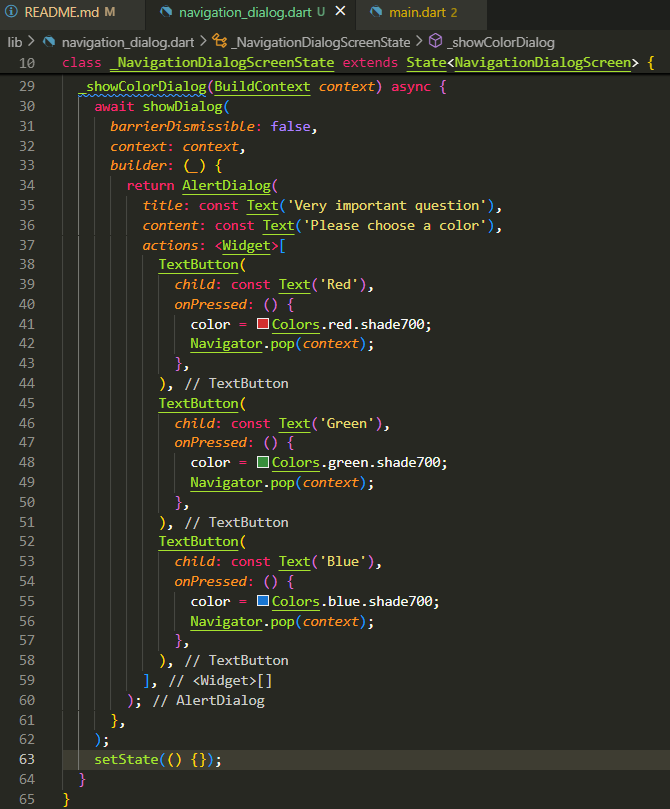 README.md M navigation_dialog.dart U main.dart 2
lib > navigation_dialog.dart > _NavigationDialogScreenState > _showColorDialog
10 class _NavigationDialogScreenState extends State<NavigationDialogScreen> {
29 _showColorDialog(BuildContext context) async {
30 await showDialog(
31 barrierDismissible: false,
32 context: context,
33 builder: (_) {
34 return AlertDialog(
35 title: const Text('Very important question'),
36 content: const Text('Please choose a color'),
37 actions: <Widget>[
38 TextButton(
39 child: const Text('Red'),
40 onPressed: () {
41 color = Colors.red.shade700;
42 Navigator.pop(context);
43 },
44 ), // TextButton
45 TextButton(
46 child: const Text('Green'),
47 onPressed: () {
48 color = Colors.green.shade700;
49 Navigator.pop(context);
50 },
51 ), // TextButton
52 TextButton(
53 child: const Text('Blue'),
54 onPressed: () {
55 color = Colors.blue.shade700;
56 Navigator.pop(context);
57 },
58 ), // TextButton
59 ], // <Widget>[]
60 ); // AlertDialog
61 },
62 );
63 setState(() {});
64 }
65 }